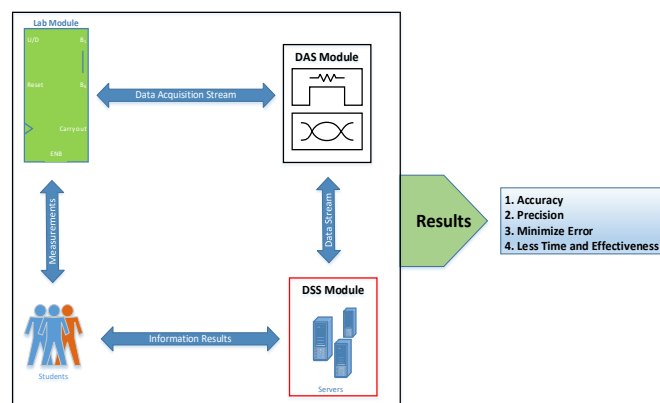 Lab Module
U/D
Reset
Carryout
ENB
Data Acquisition Stream
DAS Module
Measurements
Data Stream
Results
1. Accuracy
2. Precision
3. Minimize Error
4. Less Time and Effectiveness
DSS Module
Information Results
Students
Servers